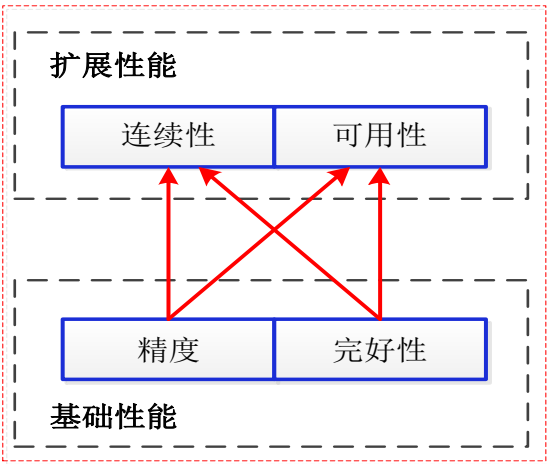 扩展性能
连续性 可用性
精度 完好性
基础性能